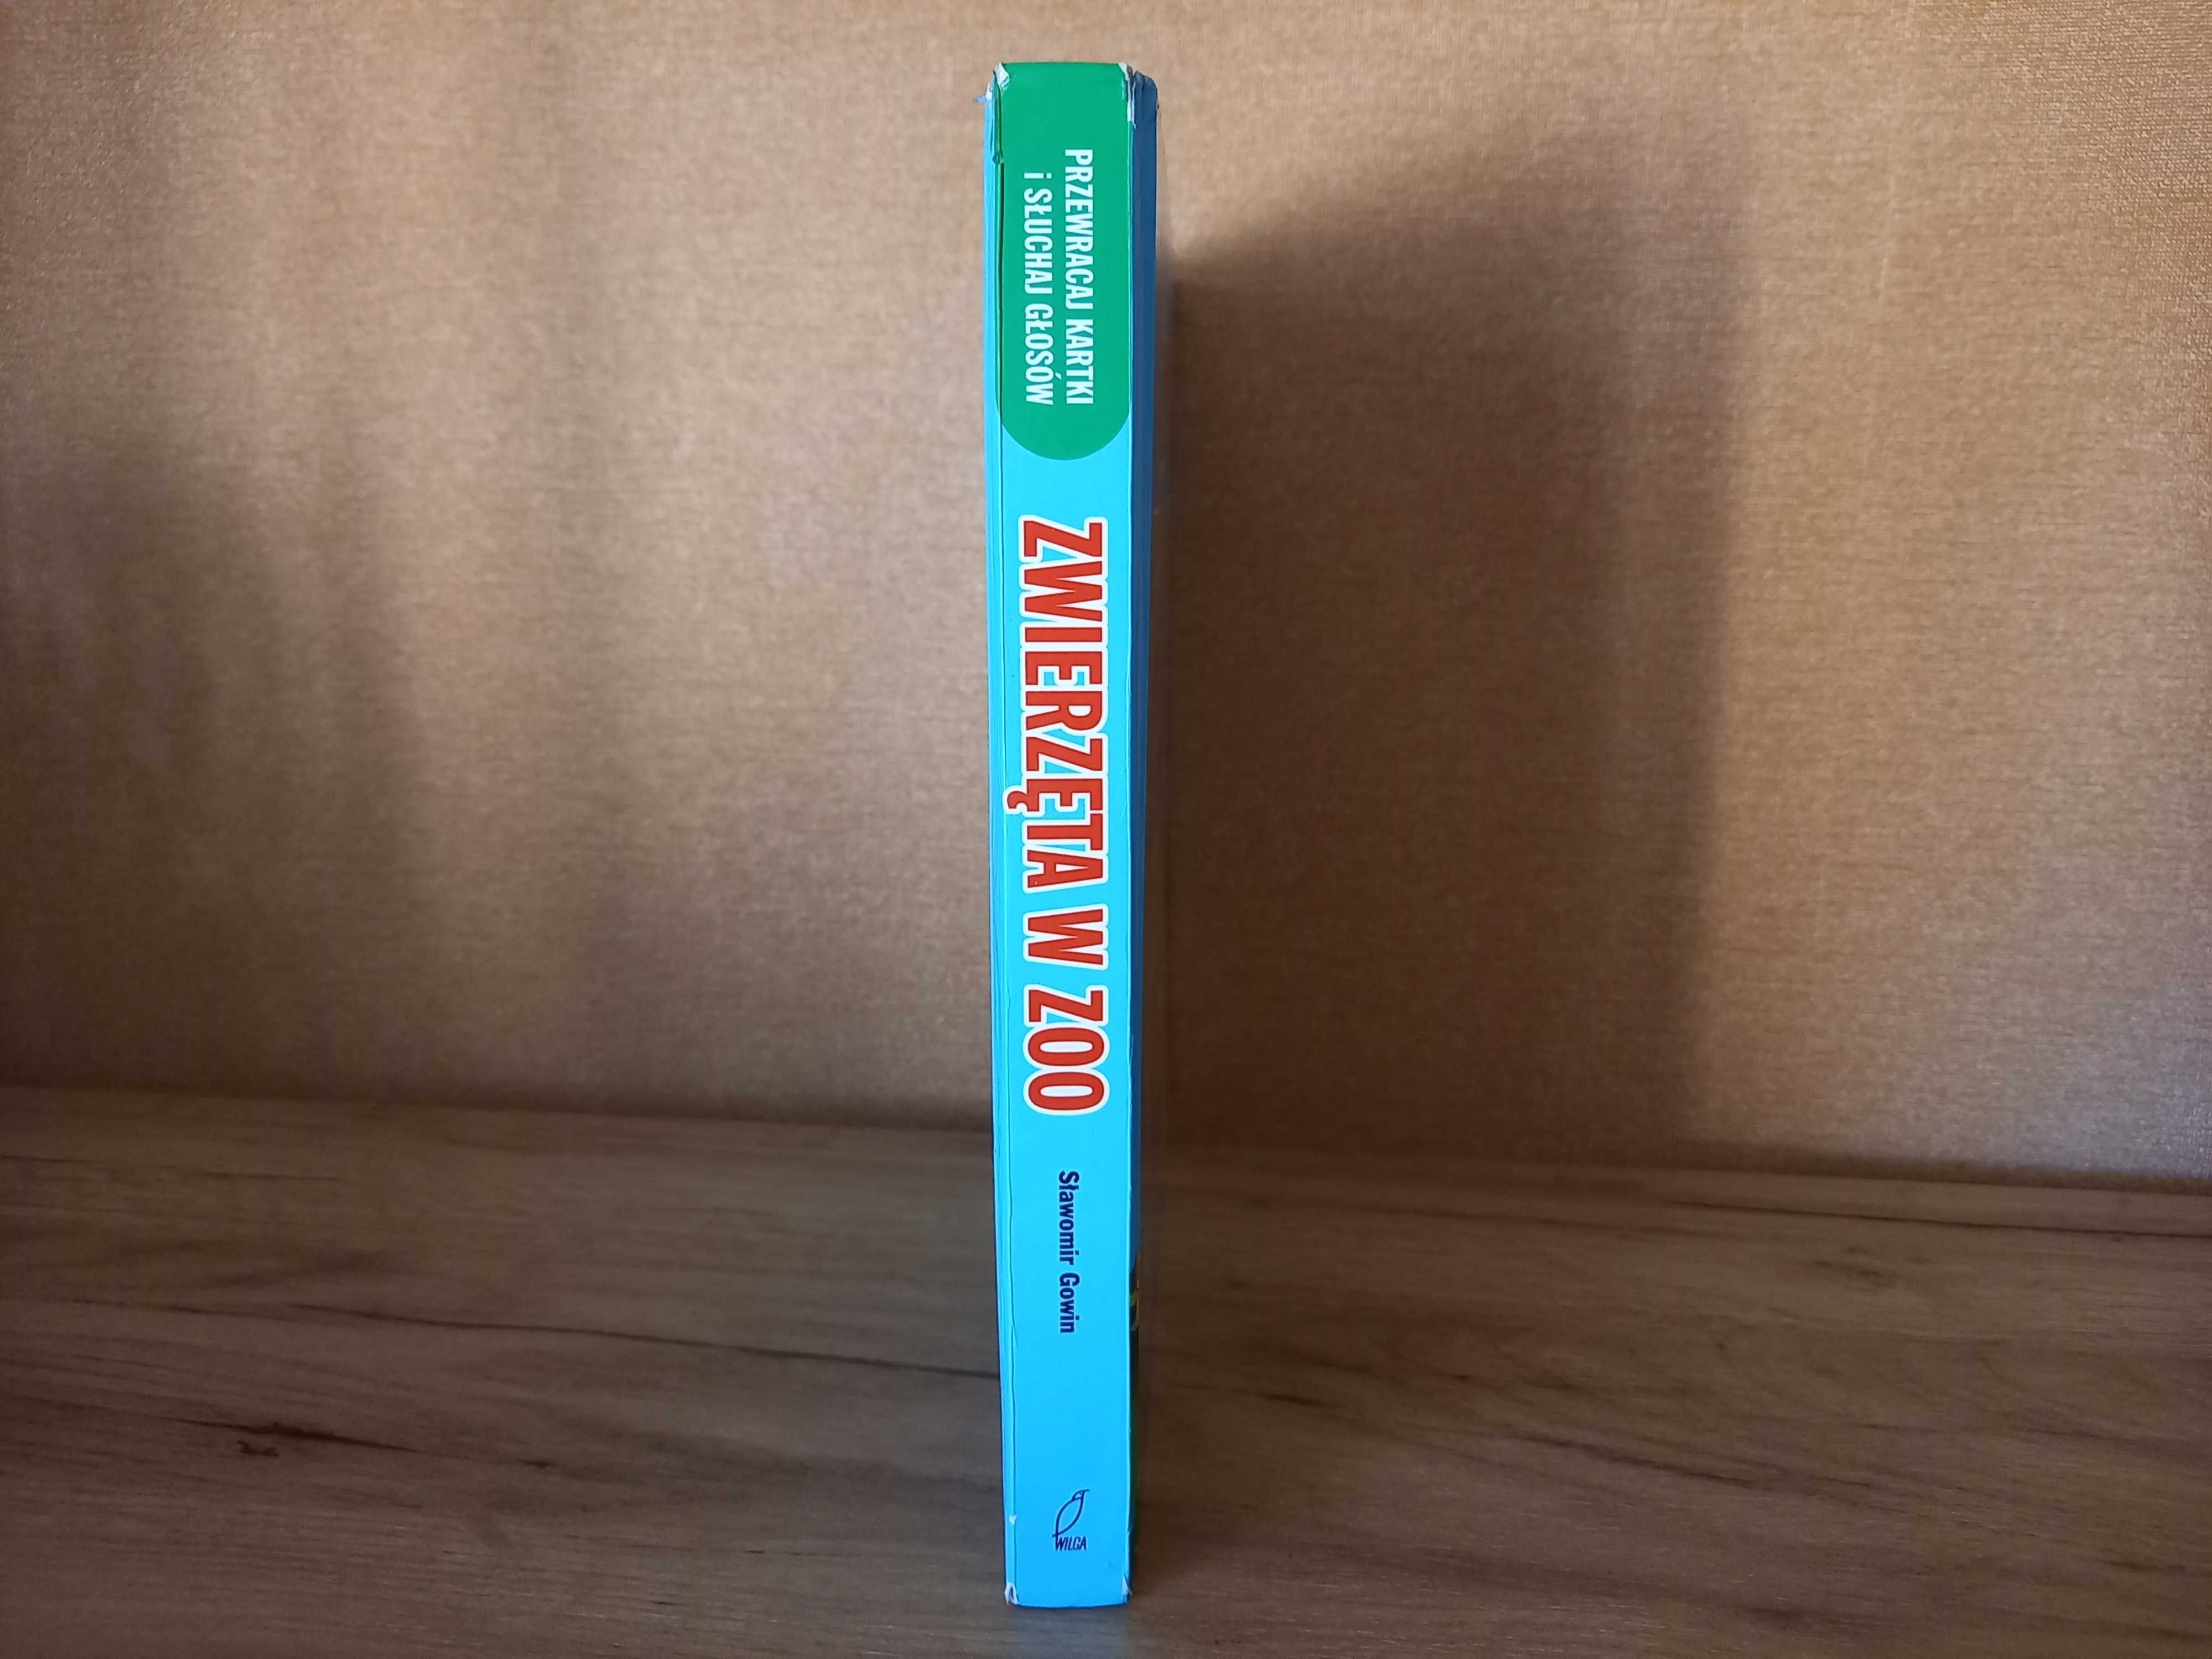 PRZEWRACAJ KARTKI
i SŁUCHAJ GŁOSÓW
ZWIERZĘTA W ZOO
Sławomir Gowin
WILGA